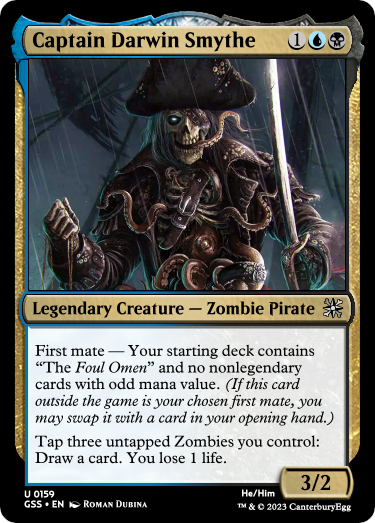 Captain Darwin Smythe 1
Legendary Creature — Zombie Pirate
First mate — Your starting deck contains
“The Foul Omen” and no nonlegendary
cards with odd mana value. (If this card
outside the game is your chosen first mate, you
may swap it with a card in your opening hand.)
Tap three untapped Zombies you control:
Draw a card. You lose 1 life.
3/2
U 0159
GSS • EN Roman Dubina
He/Him
™ & © 2023 CanterburyEgg